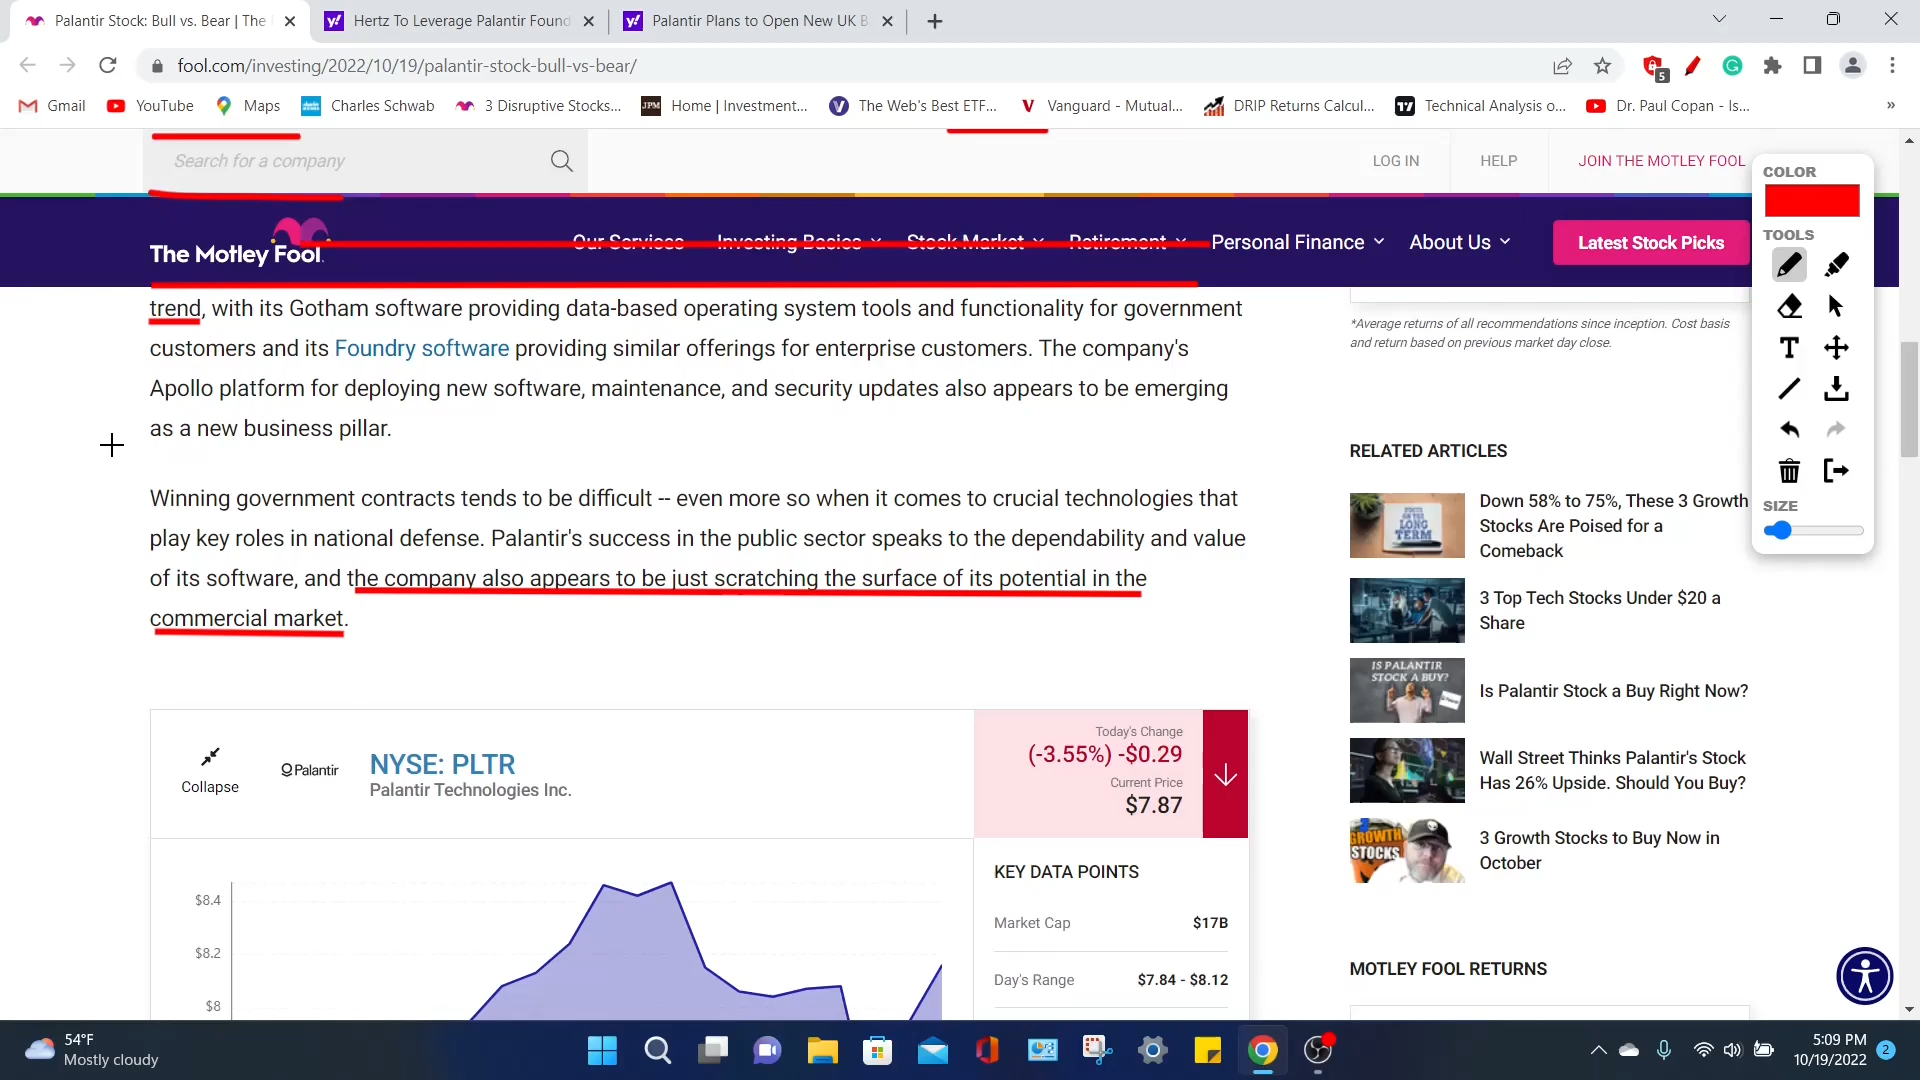 Palantir Stock: Bull vs. Bear | The
Hertz To Leverage Palantir Found
Palantir Plans to Open New UK B
fool.com/investing/2022/10/19/palantir-stock-bull-vs-bear/
5
Gmail
YouTube
Maps
Charles Schwab
3 Disruptive Stocks...
JPM
Home | Investment...
The Web's Best ETF...
Vanguard - Mutual...
DRIP Returns Calcul...
Technical Analysis o...
Dr. Paul Copan - Is...
»
Search for a company
LOG IN
HELP
JOIN THE MOTLEY FOOL
The Motley Fool.
Our Services
Investing Basics
Stock Market
Retirement
Personal Finance
About Us
Latest Stock Picks
COLOR
TOOLS
SIZE
trend, with its Gotham software providing data-based operating system tools and functionality for government
customers and its Foundry software providing similar offerings for enterprise customers. The company's
Apollo platform for deploying new software, maintenance, and security updates also appears to be emerging
as a new business pillar.
Winning government contracts tends to be difficult -- even more so when it comes to crucial technologies that
play key roles in national defense. Palantir's success in the public sector speaks to the dependability and value
of its software, and the company also appears to be just scratching the surface of its potential in the
commercial market.
Collapse
Palantir
NYSE: PLTR
Palantir Technologies Inc.
Today's Change
(-3.55%) -$0.29
Current Price
$7.87
$8.4
$8.2
$8
KEY DATA POINTS
Market Cap
$17B
Day's Range
$7.84 - $8.12
*Average returns of all recommendations since inception. Cost basis
and return based on previous market day close.
RELATED ARTICLES
FOCUS
ON THE
LONG
TERM
Down 58% to 75%, These 3 Growth
Stocks Are Poised for a
Comeback
3 Top Tech Stocks Under $20 a
Share
IS PALANTIR
STOCK A BUY?
Is Palantir Stock a Buy Right Now?
Wall Street Thinks Palantir's Stock
Has 26% Upside. Should You Buy?
3
GROWTH
STOCKS
3 Growth Stocks to Buy Now in
October
MOTLEY FOOL RETURNS
54°F
Mostly cloudy
5:09 PM
10/19/2022
2